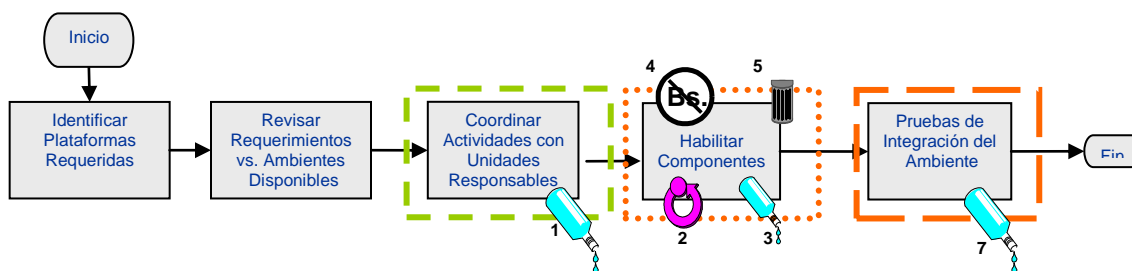 Inicio
Identificar
Plataformas
Requeridas
Revisar
Requerimientos
vs. Ambientes
Disponibles
Coordinar
Actividades con
Unidades
Responsables
1
4
Bs.
5
Habilitar
Componentes
2
3
Pruebas de
Integración del
Ambiente
7
Fin